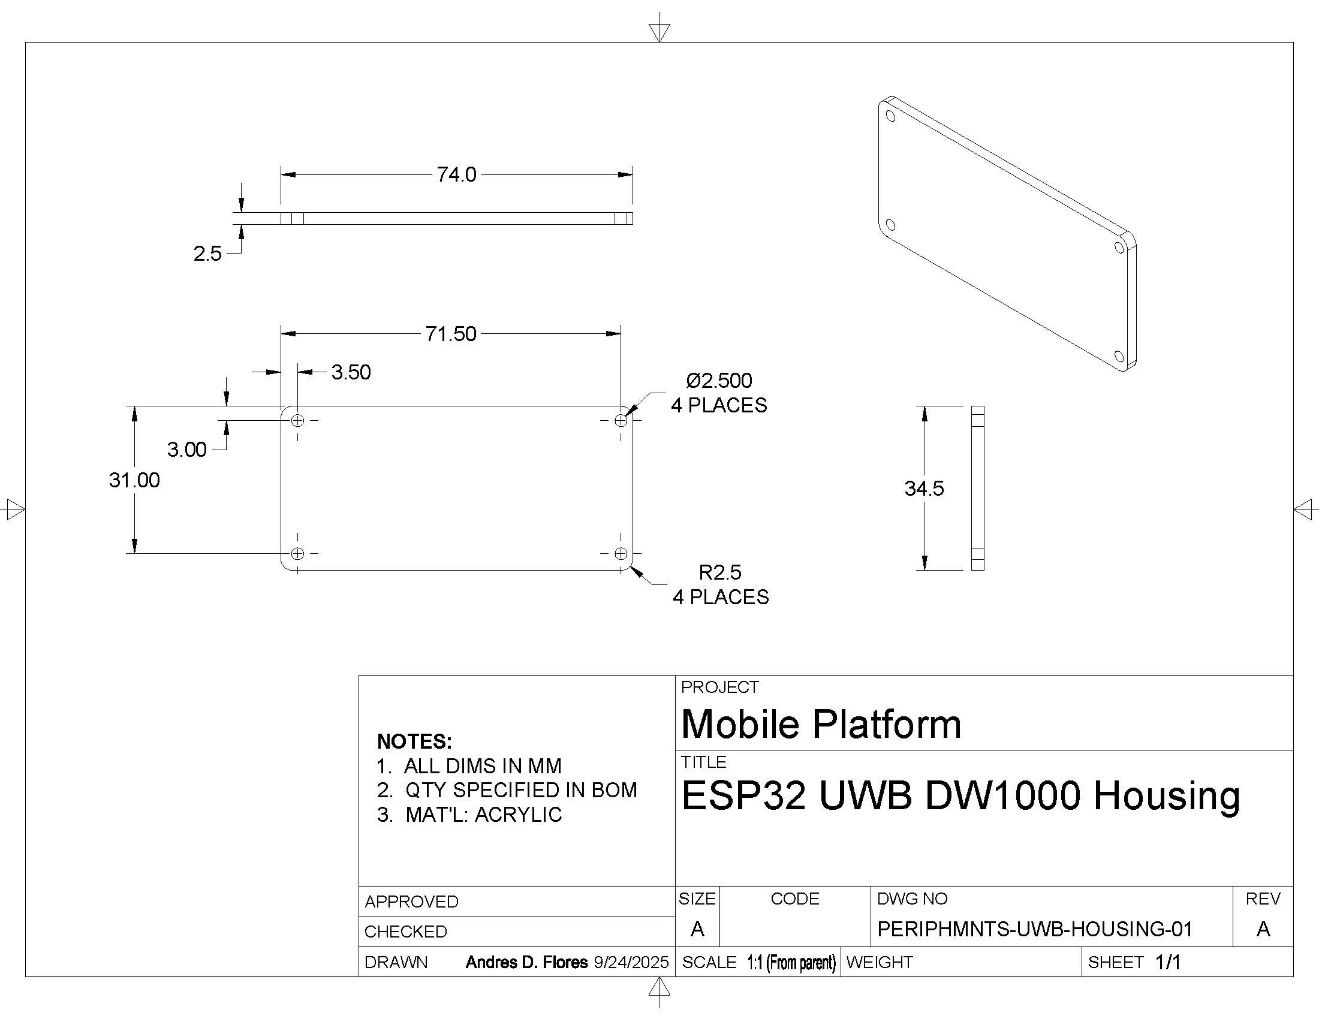 74.0
2.5
71.50
3.50
Ø2.500
4 PLACES
3.00
31.00
34.5
R2.5
4 PLACES
NOTES:
1. ALL DIMS IN MM
2. QTY SPECIFIED IN BOM
3. MAT'L: ACRYLIC
PROJECT
Mobile Platform
TITLE
ESP32 UWB DW1000 Housing
APPROVED
CHECKED
DRAWN Andres D. Flores 9/24/2025
SIZE
A
CODE
DWG NO
PERIPHMNTS-UWB-HOUSING-01
REV
A
SCALE 1:1 (From parent)
WEIGHT
SHEET 1/1